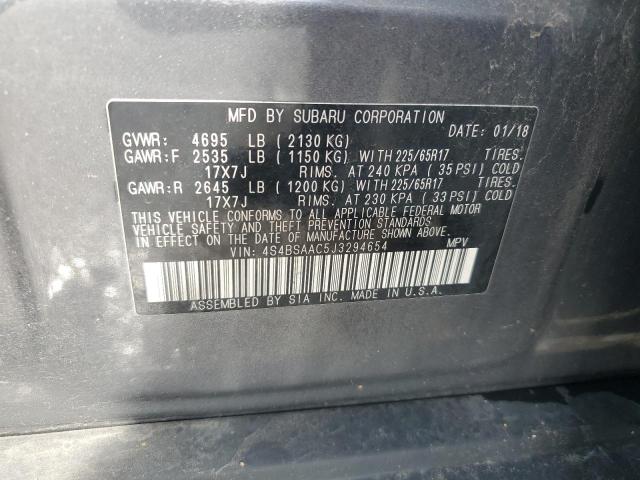 MFD BY SUBARU CORPORATION
GVWR: 4695 LB (2130 KG) DATE: 01/18
GAWR:F 2535 LB (1150 KG) WITH 225/65R17 TIRES.
17X7J RIMS. AT 240 KPA (35 PSI) COLD
GAWR:R 2645 LB (1200 KG) WITH 225/65R17 TIRES.
17X7J RIMS. AT 230 KPA (33 PSI) COLD
THIS VEHICLE CONFORMS TO ALL APPLICABLE FEDERAL MOTOR
VEHICLE SAFETY AND THEFT PREVENTION STANDARDS
IN EFFECT ON THE DATE OF MANUFACTURE SHOWN ABOVE.
VIN: 4S4BSAAC5J3294654 MPV
ASSEMBLED BY SIA INC. MADE IN U.S.A.